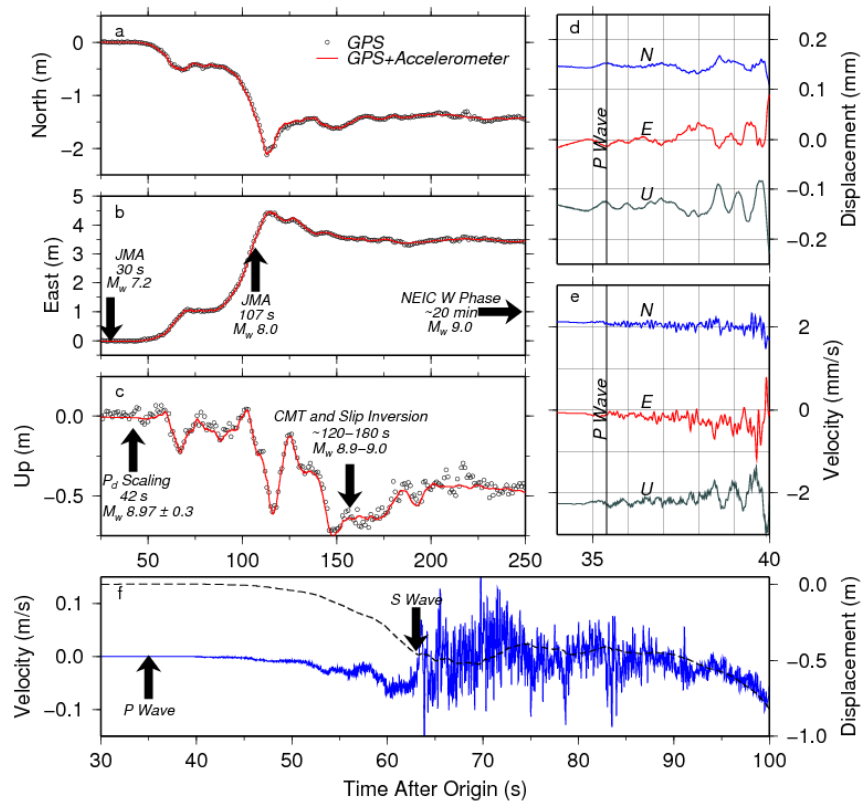 a
GPS
GPS+Accelerometer
North (m)
0
−1
−2
b
East (m)
5
4
3
2
1
0
JMA
30 s
Mw 7.2
JMA
107 s
Mw 8.0
NEIC W Phase
~20 min
Mw 9.0
c
Up (m)
0.0
−0.5
CMT and Slip Inversion
~120−180 s
Mw 8.9−9.0
Pd Scaling
42 s
Mw 8.97 ± 0.3
50 100 150 200 250
d
N
E
U
P Wave
0.2
0.1
0.0
−0.1
−0.2
Displacement (mm)
e
N
E
U
P Wave
2
0
−2
Velocity (mm/s)
35 40
f
Velocity (m/s)
0.1
0.0
−0.1
P Wave
S Wave
0.0
−0.5
−1.0
Displacement (m)
30 40 50 60 70 80 90 100
Time After Origin (s)